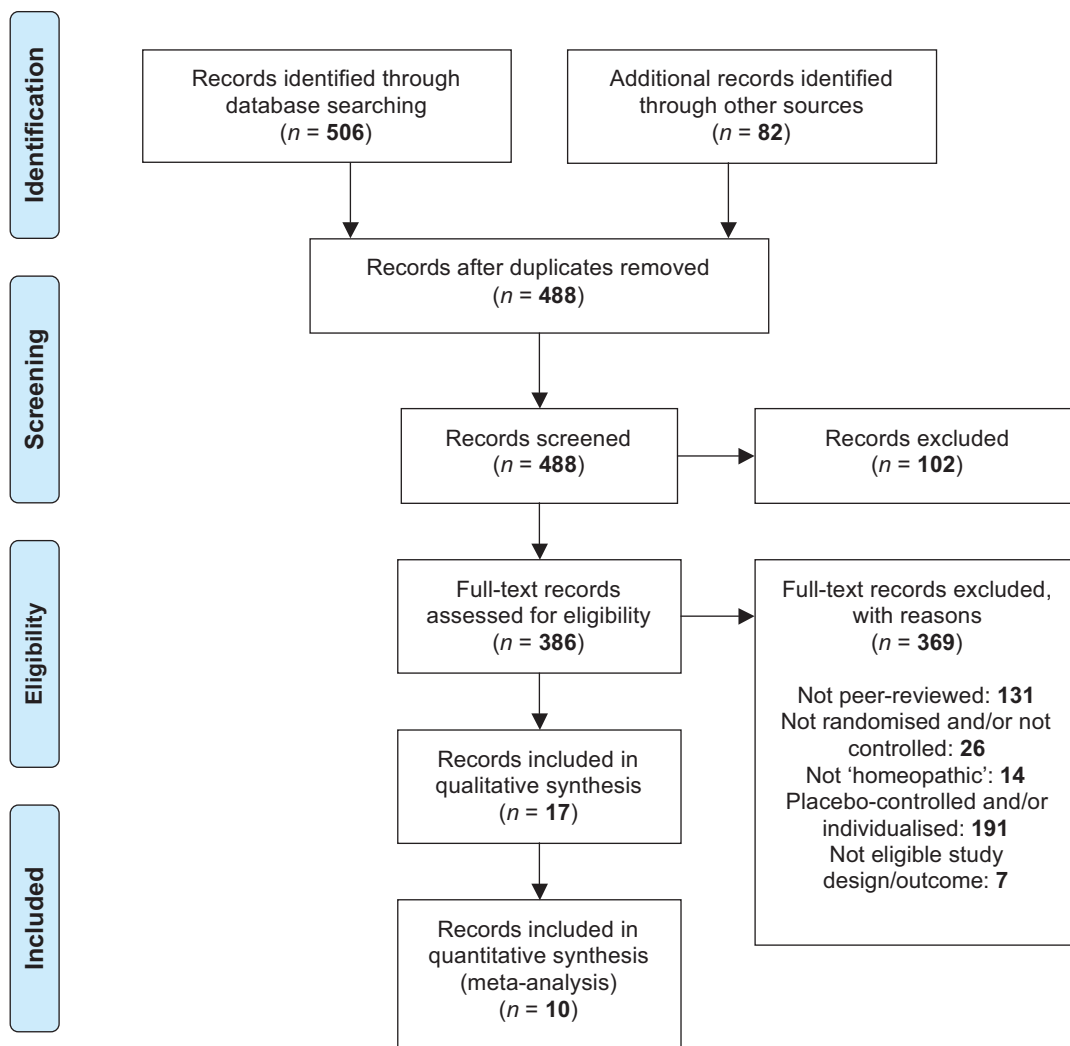 Identification
Records identified through
database searching
(n = 506)
Additional records identified
through other sources
(n = 82)
Records after duplicates removed
(n = 488)
Screening
Records screened
(n = 488)
Records excluded
(n = 102)
Eligibility
Full-text records
assessed for eligibility
(n = 386)
Full-text records excluded,
with reasons
(n = 369)
Not peer-reviewed: 131
Not randomised and/or not
controlled: 26
Not ‘homeopathic’: 14
Placebo-controlled and/or
individualised: 191
Not eligible study
design/outcome: 7
Records included in
qualitative synthesis
(n = 17)
Included
Records included in
quantitative synthesis
(meta-analysis)
(n = 10)